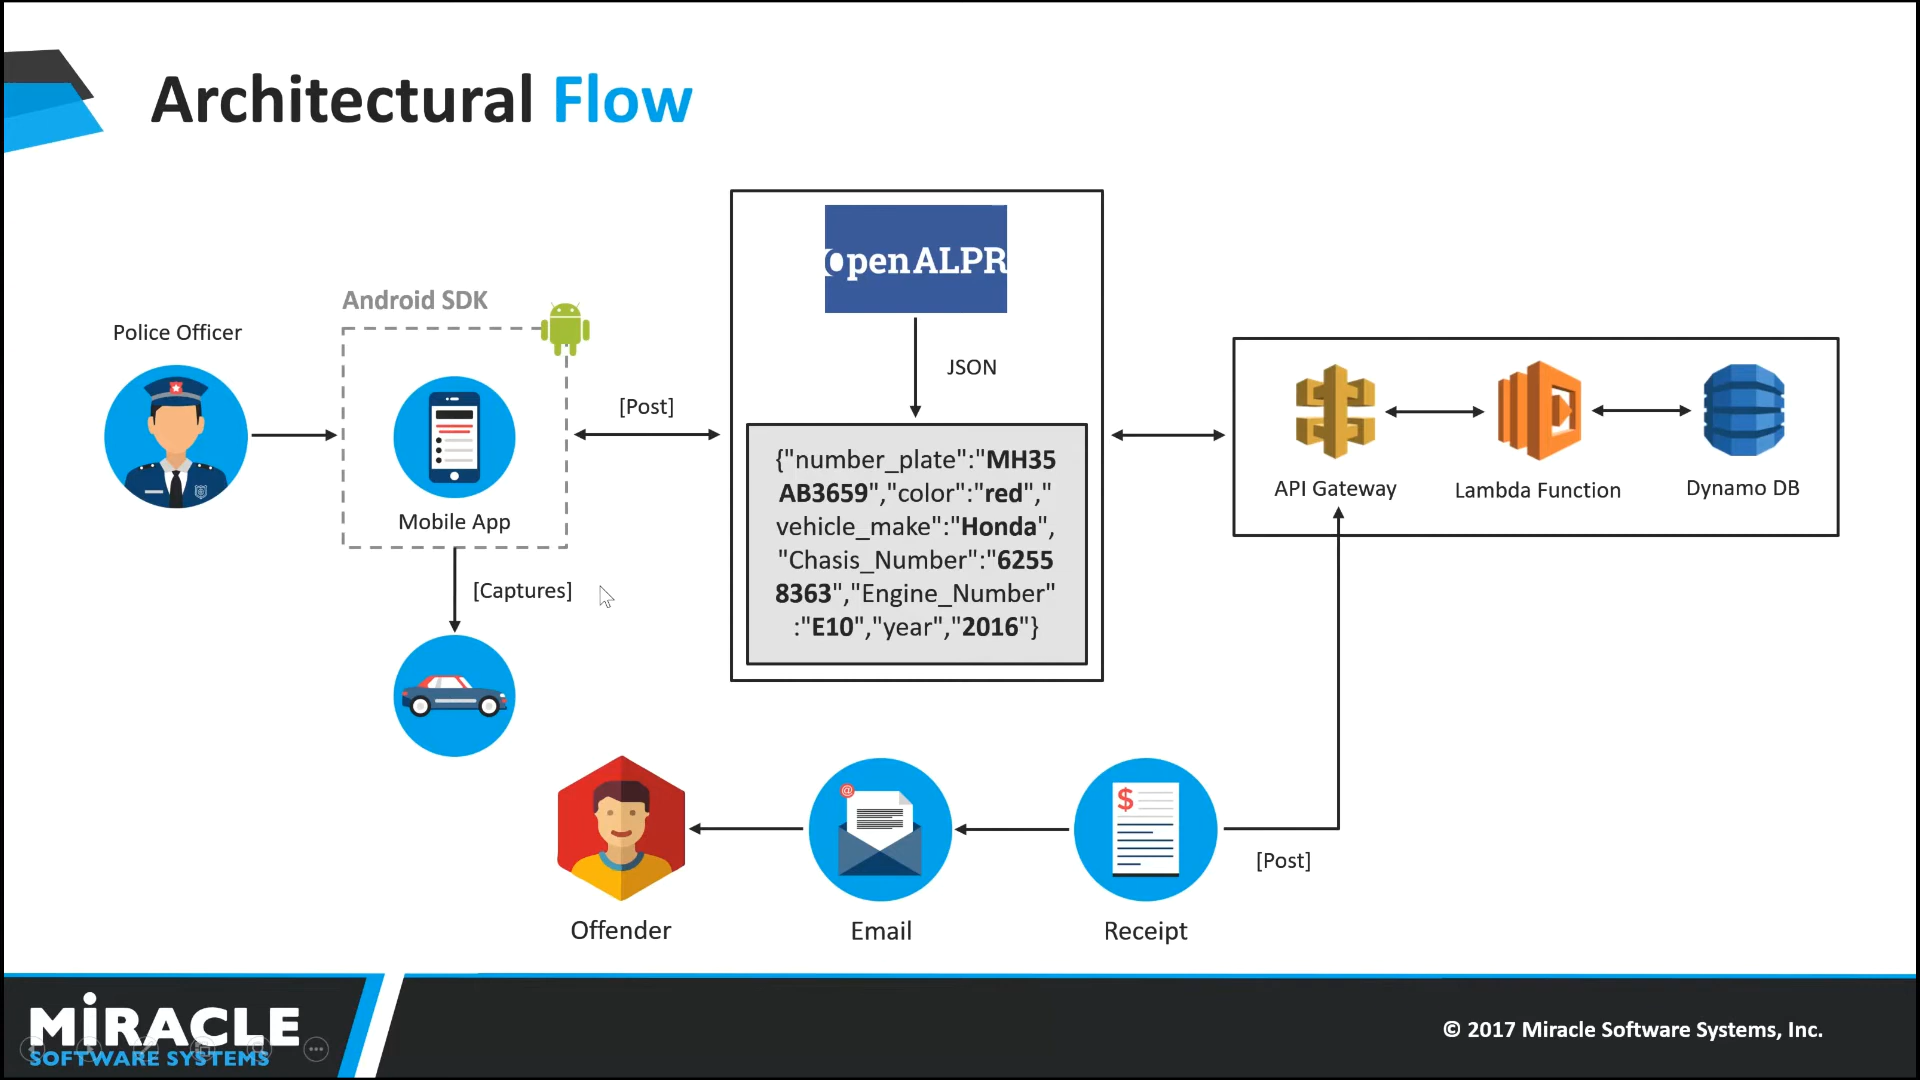 Architectural Flow
openALPR
Android SDK
Police Officer
JSON
[Post]
{"number_plate":"MH35
AB3659","color":"red","
vehicle_make":"Honda",
"Chasis_Number":"6255
8363","Engine_Number"
:"E10","year","2016"}
API Gateway
Lambda Function
Dynamo DB
Mobile App
[Captures]
@
$
[Post]
Offender
Email
Receipt
MiRACLE
SOFTWARE SYSTEMS
© 2017 Miracle Software Systems, Inc.